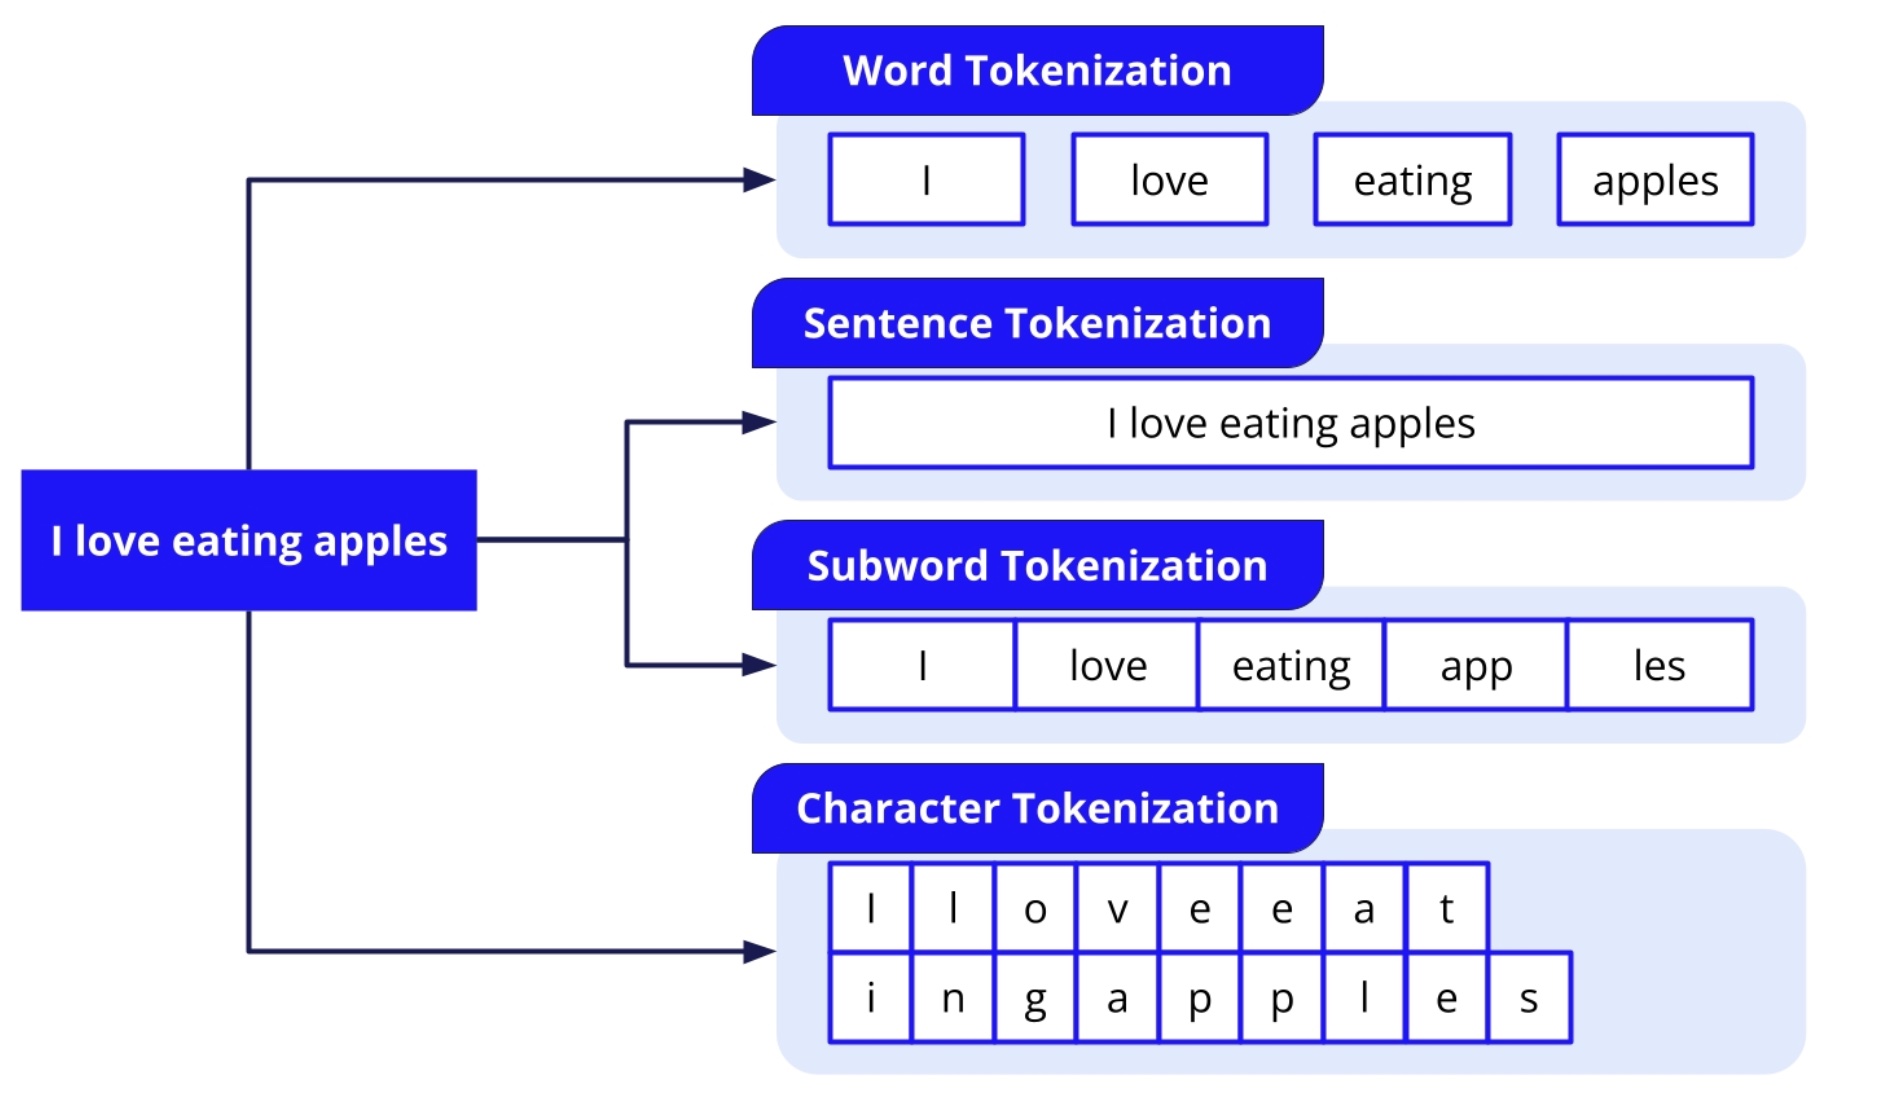 Word Tokenization
I love eating apples
Sentence Tokenization
I love eating apples
I love eating apples
Subword Tokenization
I love eating app les
Character Tokenization
I l o v e e a t
i n g a p p l e s